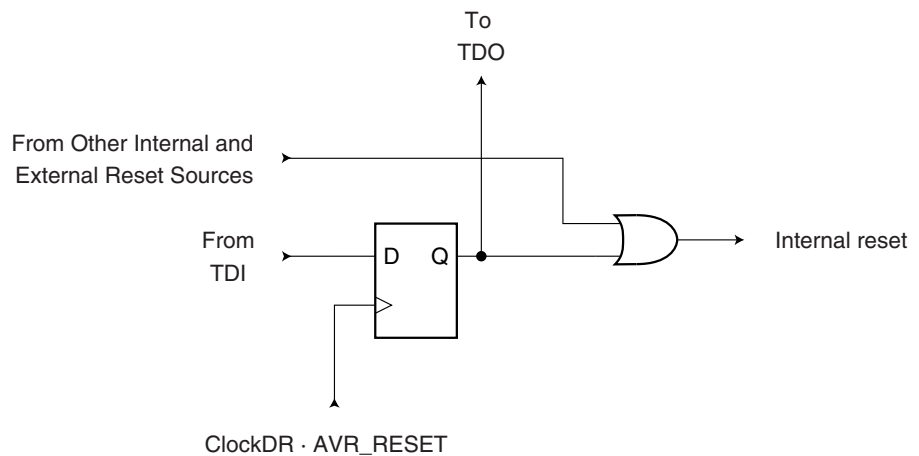 To
TDO
From Other Internal and
External Reset Sources
From
TDI
D Q
Internal reset
ClockDR · AVR_RESET